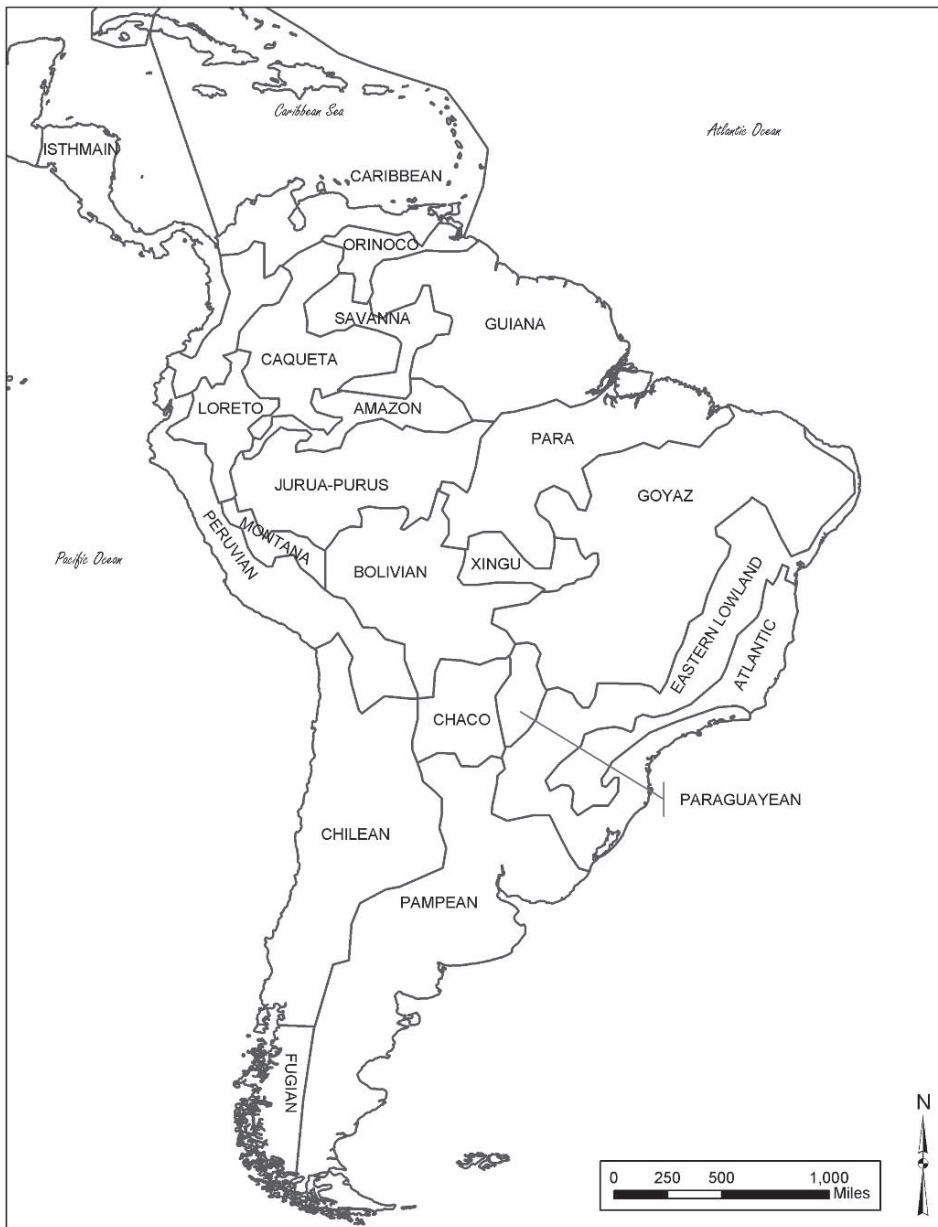 Caribbean Sea
Atlantic Ocean
ISTHMAIN
CARIBBEAN
ORINOCO
SAVANNA
GUIANA
CAQUETA
LORETO
AMAZON
PARA
JURUA-PURUS
GOYAZ
MONTANA
PERUVIAN
Pacific Ocean
BOLIVIAN
XINGU
EASTERN LOWLAND
ATLANTIC
CHACO
PARAGUAYEAN
CHILEAN
PAMPEAN
FUGIAN
N
0 250 500 1,000
Miles